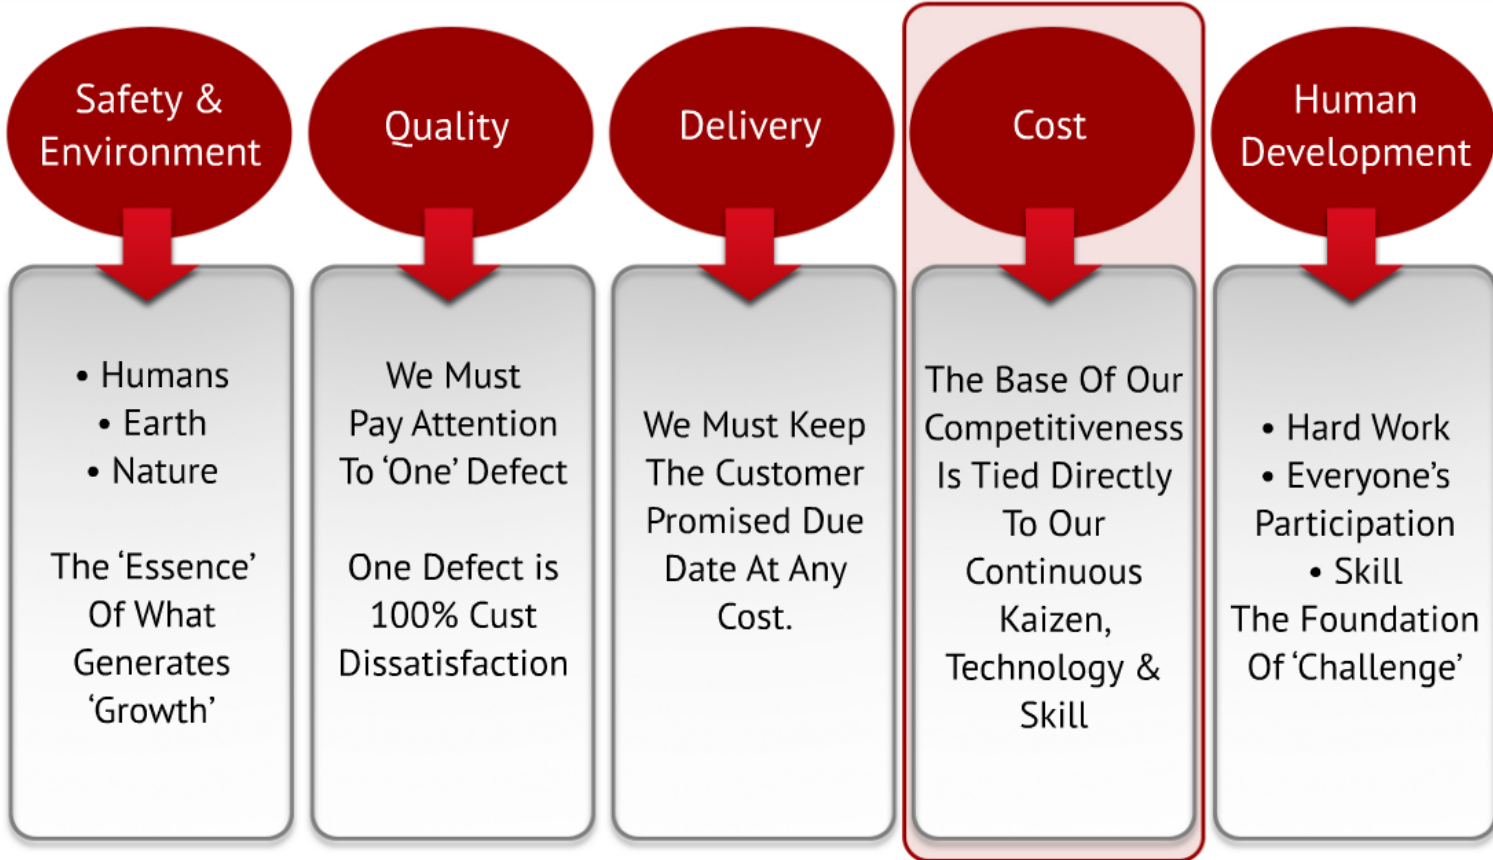 Safety &
Environment
• Humans
• Earth
• Nature
The ‘Essence’
Of What
Generates
‘Growth’
Quality
We Must
Pay Attention
To ‘One’ Defect
One Defect is
100% Cust
Dissatisfaction
Delivery
We Must Keep
The Customer
Promised Due
Date At Any
Cost.
Cost
The Base Of Our
Competitiveness
Is Tied Directly
To Our
Continuous
Kaizen,
Technology &
Skill
Human
Development
• Hard Work
• Everyone’s
Participation
• Skill
The Foundation
Of ‘Challenge’